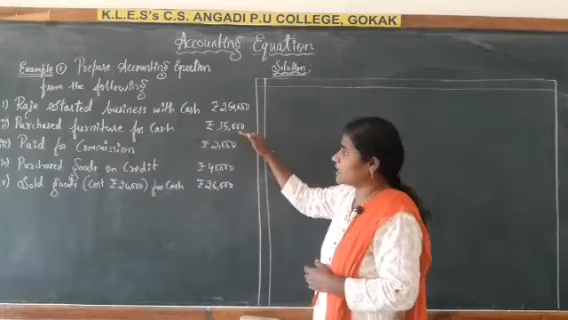 K.L.E.S's C.S. ANGADI P.U COLLEGE, GOKAK
Accounting Equation
Example ① Prepare Accounting Equation
from the following
Solution.
i) Raju Started business with Cash ₹ 2,50,000
ii) Purchased furniture for Cash ₹ 35,000
iii) Paid for Commission ₹ 2,000
iv) Purchased Goods on Credit ₹ 40,000
v) Sold goods (Cost ₹ 20,000) for Cash ₹ 26,000